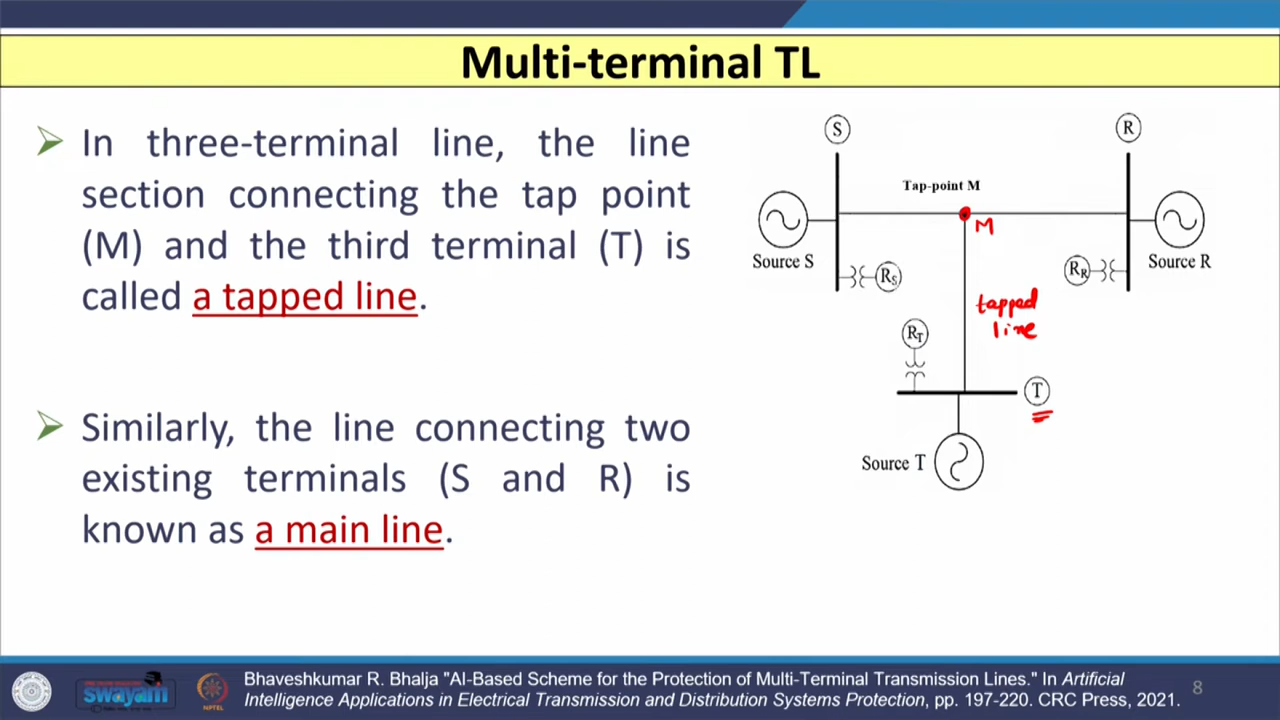 Multi-terminal TL
In three-terminal line, the line
section connecting the tap point
(M) and the third terminal (T) is
called a tapped line.
Similarly, the line connecting two
existing terminals (S and R) is
known as a main line.
S
R
Tap-point M
M
Source S
Source R
RS
RR
tapped
line
RT
T
Source T
swayam
NPTEL
Bhaveshkumar R. Bhalja "AI-Based Scheme for the Protection of Multi-Terminal Transmission Lines." In Artificial
Intelligence Applications in Electrical Transmission and Distribution Systems Protection, pp. 197-220. CRC Press, 2021.
8